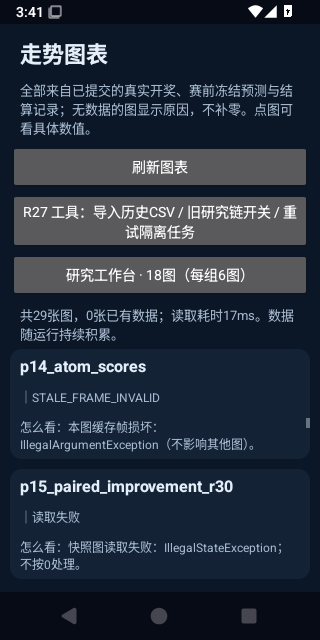 3:41
走势图表
全部来自已提交的真实开奖、赛前冻结预测与结
算记录；无数据的图显示原因，不补零。点图可
看具体数值。
刷新图表
R27 工具：导入历史CSV / 旧研究链开关 / 重
试隔离任务
研究工作台 · 18图（每组6图）
共29张图，0张已有数据；读取耗时17ms。数据
随运行持续积累。
p14_atom_scores
｜STALE_FRAME_INVALID
怎么看：本图缓存帧损坏：
IllegalArgumentException（不影响其他图）。
p15_paired_improvement_r30
｜读取失败
怎么看：快照图读取失败：IllegalStateException；
不按0处理。